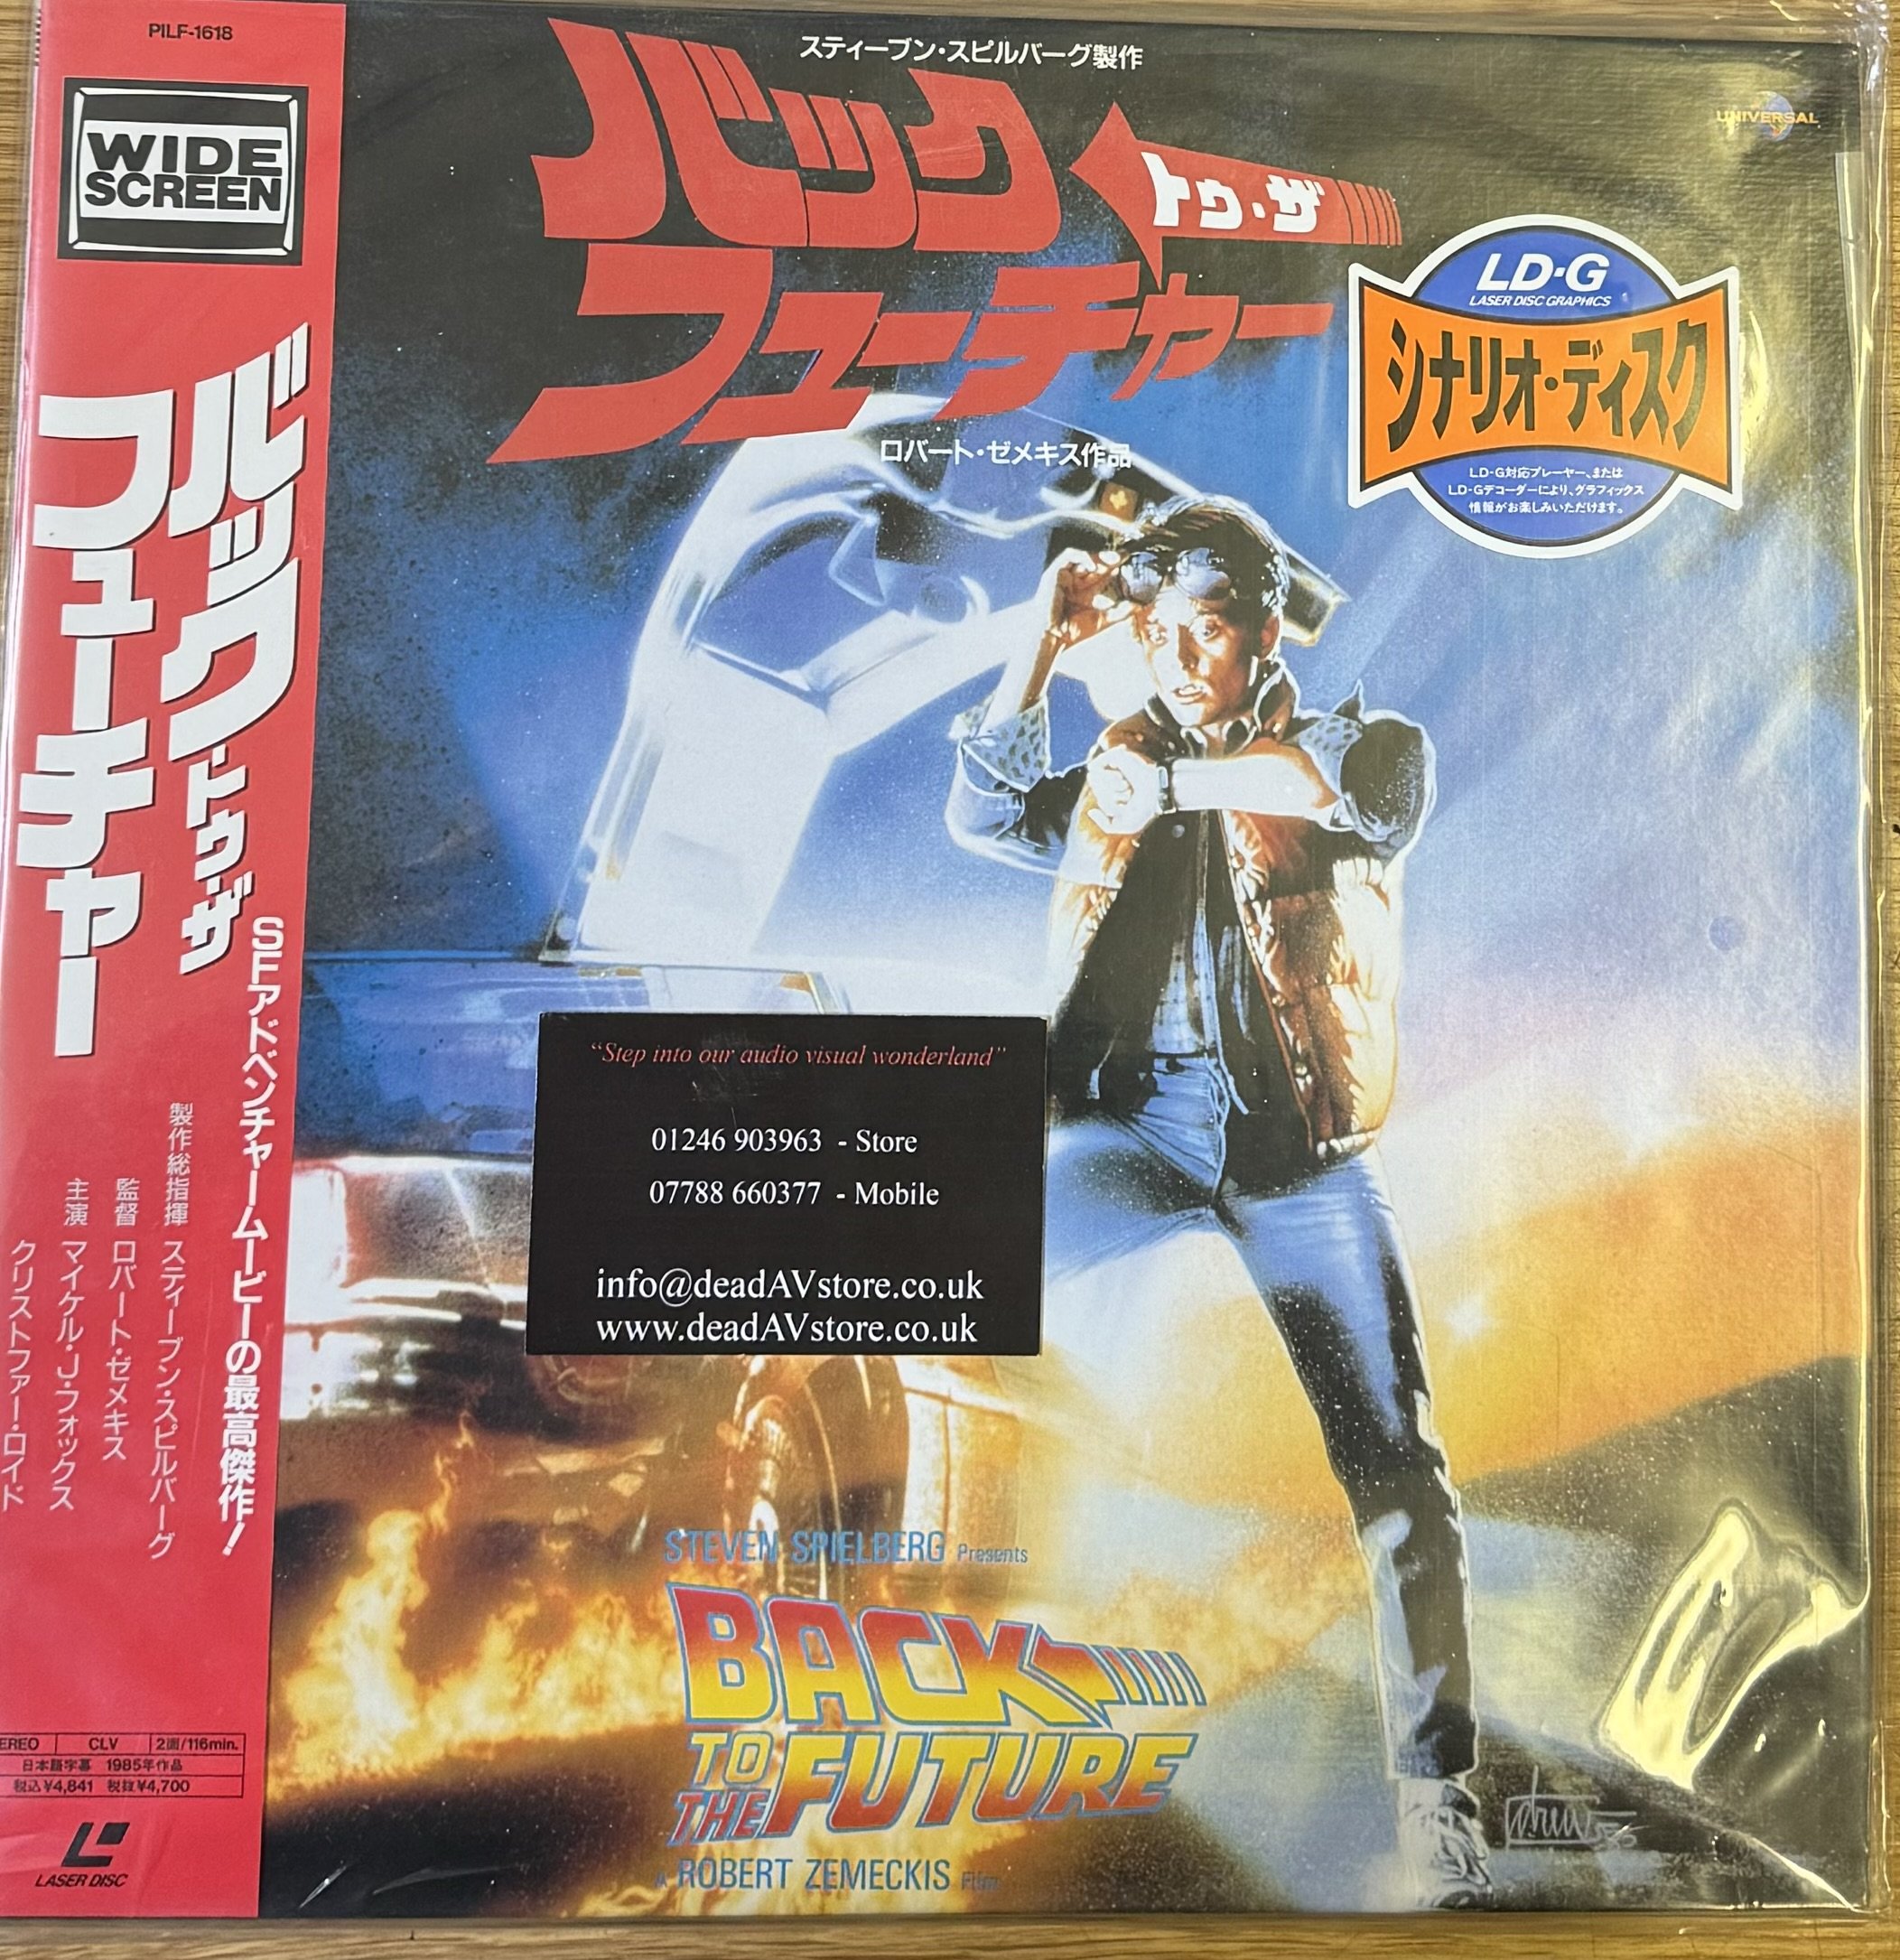 PILF-1618
WIDE
SCREEN
バック・トゥ・ザ
フューチャー
SFアドベンチャームービーの最高傑作!
製作総指揮 スティーブン・スピルバーグ
監督 ロバート・ゼメキス
主演 マイケル・J・フォックス
クリストファー・ロイド
EREO CLV 2面/116min.
日本語字幕 1985年作品
税込¥4,841 税抜¥4,700
LASER DISC
スティーブン・スピルバーグ製作
バック
トゥ・ザ
フューチャー
ロバート・ゼメキス作品
UNIVERSAL
LD·G
LASER DISC GRAPHICS
シナリオ・ディスク
LD-G対応プレーヤー、または
LD-Gデコーダーにより、グラフィックス
情報がお楽しみいただけます。
“Step into our audio visual wonderland”
01246 903963 - Store
07788 660377 - Mobile
info@deadAVstore.co.uk
www.deadAVstore.co.uk
STEVEN SPIELBERG Presents
BACK
TO
THE FUTURE
A ROBERT ZEMECKIS Film